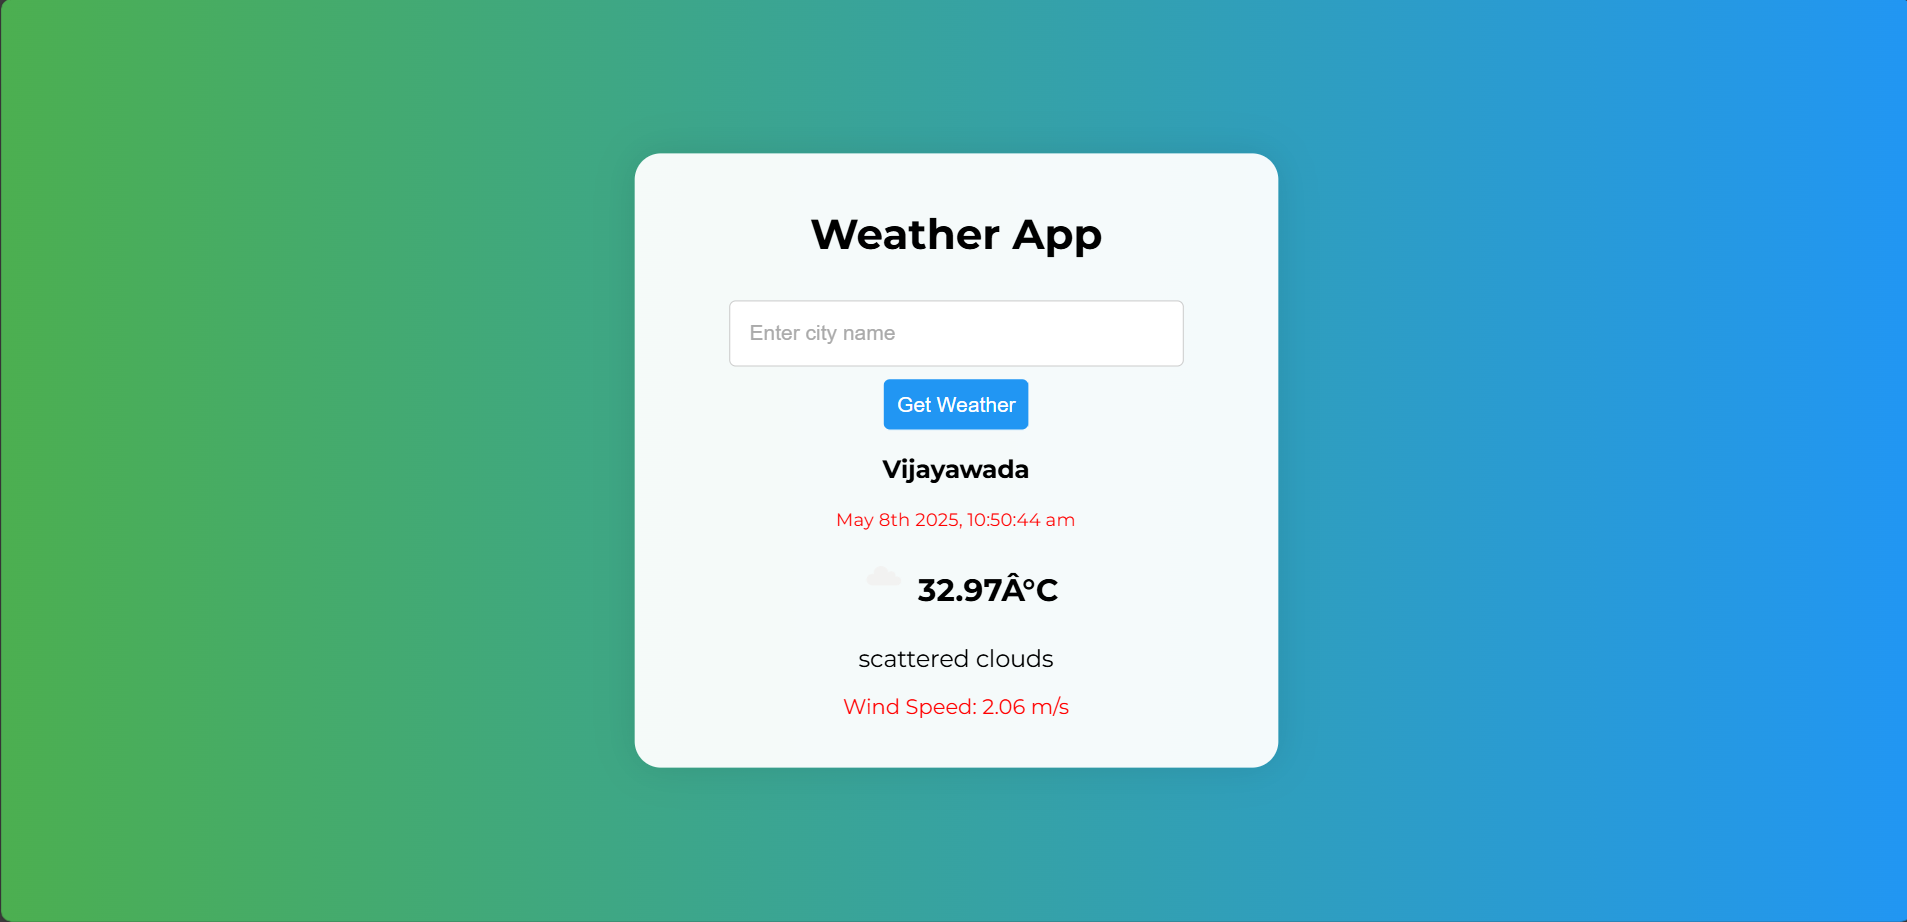 Weather App
Enter city name
Get Weather
Vijayawada
May 8th 2025, 10:50:44 am
32.97Â°C
scattered clouds
Wind Speed: 2.06 m/s